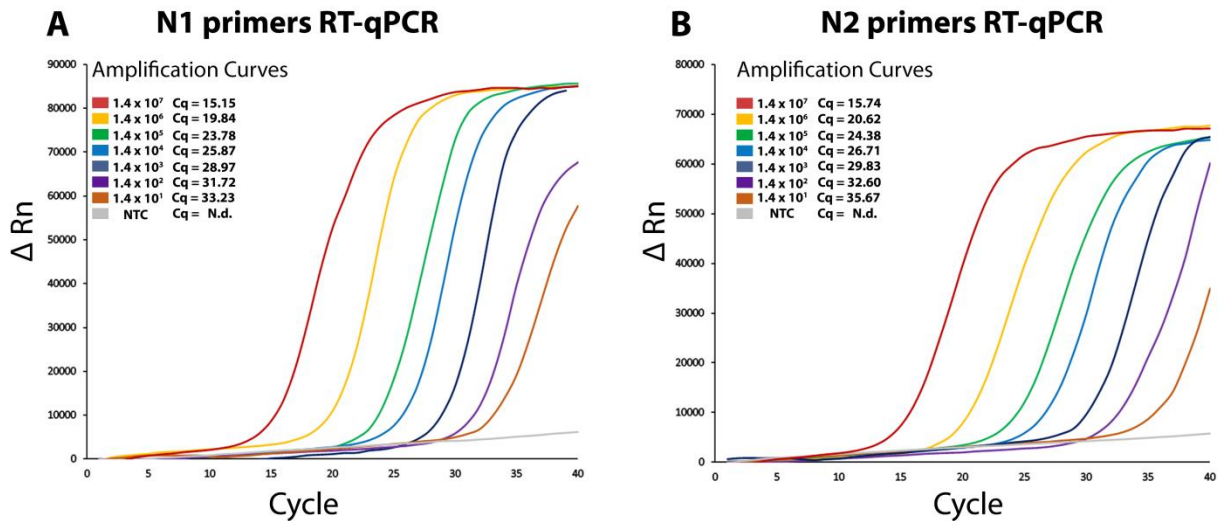 A
N1 primers RT-qPCR
Amplification Curves
1.4 x 10⁷ Cq = 15.15
1.4 x 10⁶ Cq = 19.84
1.4 x 10⁵ Cq = 23.78
1.4 x 10⁴ Cq = 25.87
1.4 x 10³ Cq = 28.97
1.4 x 10² Cq = 31.72
1.4 x 10¹ Cq = 33.23
NTC Cq = N.d.
Δ Rn
90000
80000
70000
60000
50000
40000
30000
20000
10000
0
0 5 10 15 20 25 30 35 40
Cycle
B
N2 primers RT-qPCR
Amplification Curves
1.4 x 10⁷ Cq = 15.74
1.4 x 10⁶ Cq = 20.62
1.4 x 10⁵ Cq = 24.38
1.4 x 10⁴ Cq = 26.71
1.4 x 10³ Cq = 29.83
1.4 x 10² Cq = 32.60
1.4 x 10¹ Cq = 35.67
NTC Cq = N.d.
Δ Rn
80000
70000
60000
50000
40000
30000
20000
10000
0
0 5 10 15 20 25 30 35 40
Cycle